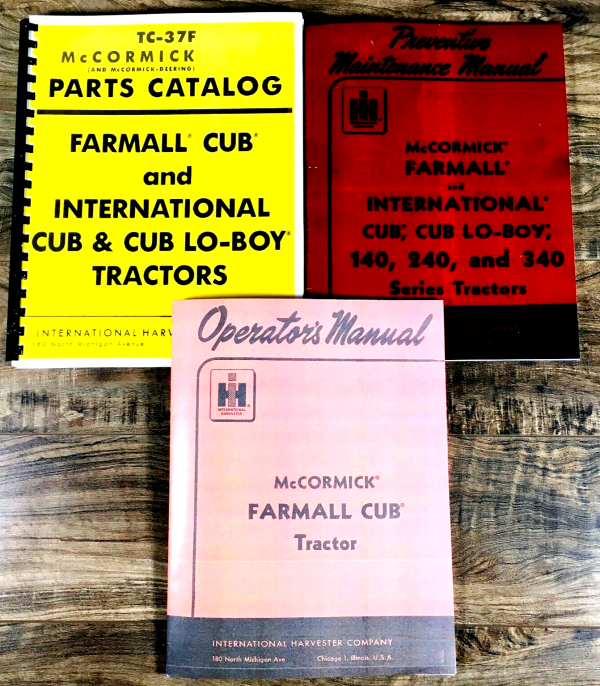 TC-37F
McCORMICK
(AND McCORMICK-DEERING)
PARTS CATALOG
FARMALL® CUB®
and
INTERNATIONAL
CUB & CUB LO-BOY®
TRACTORS
INTERNATIONAL HARV
180 North Michigan Avenue
Preventive
Maintenance Manual
IH
McCORMICK®
FARMALL®
and
INTERNATIONAL®
CUB®, CUB LO-BOY®,
140, 240, and 340
Series Tractors
Operator's Manual
IH
INTERNATIONAL
HARVESTER
McCORMICK®
FARMALL CUB®
Tractor
INTERNATIONAL HARVESTER COMPANY
180 North Michigan Ave. Chicago 1, Illinois, U.S.A.